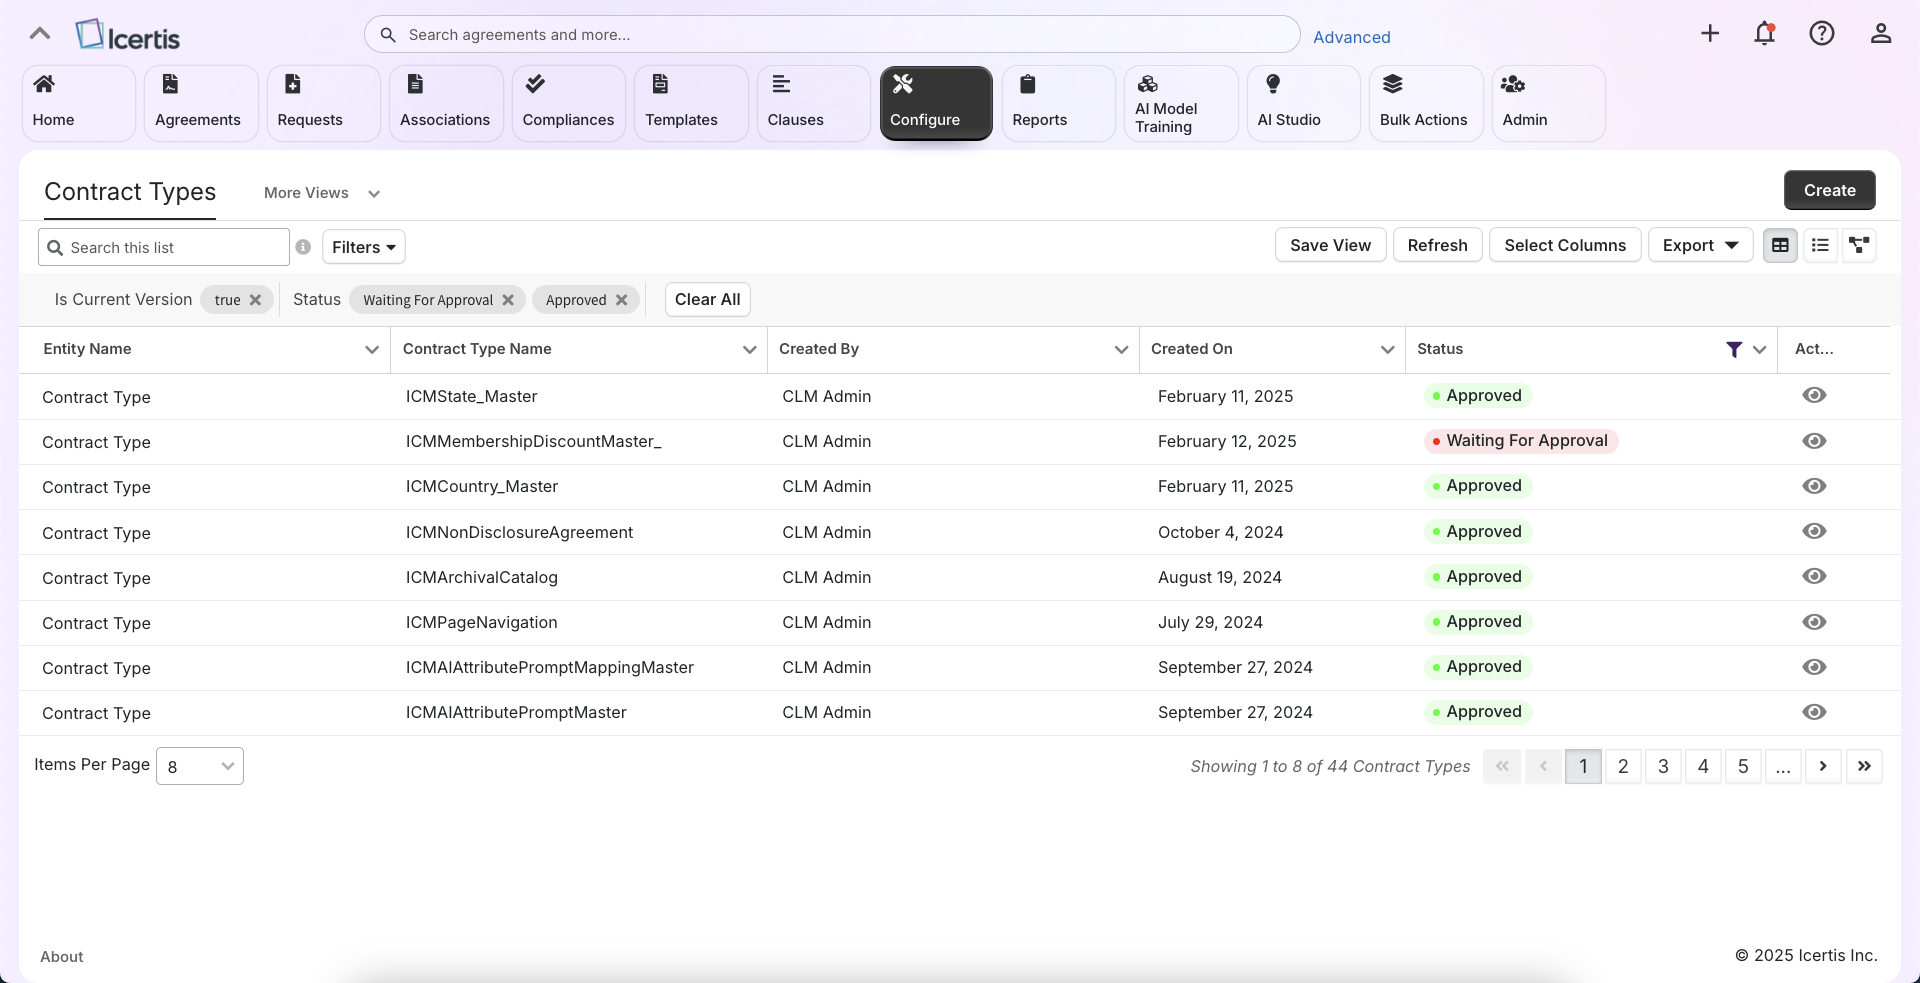 Icertis
Search agreements and more...
Advanced
Home
Agreements
Requests
Associations
Compliances
Templates
Clauses
Configure
Reports
AI Model
Training
AI Studio
Bulk Actions
Admin
Contract Types
More Views
Create
Search this list
Filters
Save View
Refresh
Select Columns
Export
Is Current Version true Status Waiting For Approval Approved Clear All
Entity Name Contract Type Name Created By Created On Status Act...
Contract Type ICMState_Master CLM Admin February 11, 2025 Approved
Contract Type ICMMembershipDiscountMaster_ CLM Admin February 12, 2025 Waiting For Approval
Contract Type ICMCountry_Master CLM Admin February 11, 2025 Approved
Contract Type ICMNonDisclosureAgreement CLM Admin October 4, 2024 Approved
Contract Type ICMArchivalCatalog CLM Admin August 19, 2024 Approved
Contract Type ICMPageNavigation CLM Admin July 29, 2024 Approved
Contract Type ICMAIAttributePromptMappingMaster CLM Admin September 27, 2024 Approved
Contract Type ICMAIAttributePromptMaster CLM Admin September 27, 2024 Approved
Items Per Page 8
Showing 1 to 8 of 44 Contract Types
1 2 3 4 5 ...
About
© 2025 Icertis Inc.